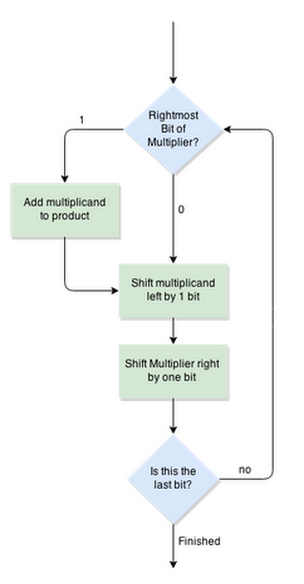 Rightmost
Bit of
Multiplier?
1
Add multiplicand
to product
0
Shift multiplicand
left by 1 bit
Shift Multiplier right
by one bit
Is this the
last bit?
no
Finished